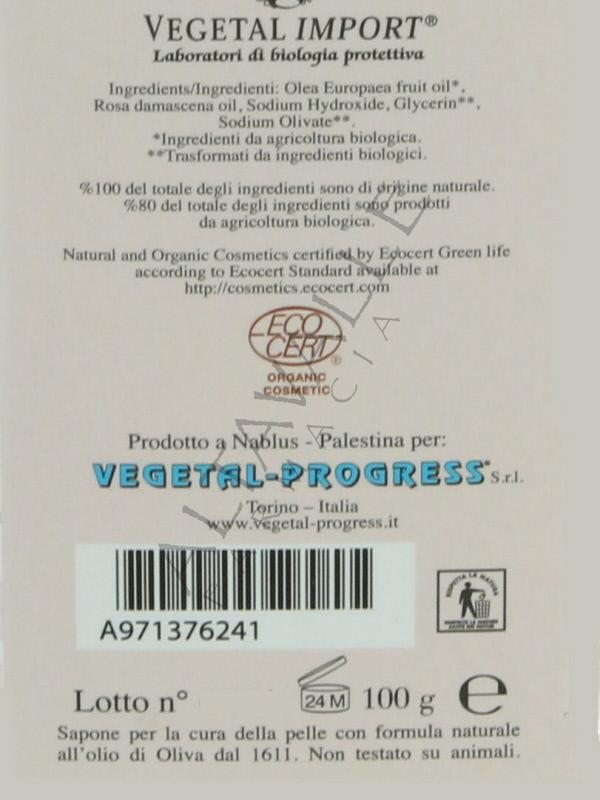 VEGETAL IMPORT®
Laboratori di biologia protettiva
Ingredients/Ingredienti: Olea Europaea fruit oil*,
Rosa damascena oil, Sodium Hydroxide, Glycerin**,
Sodium Olivate**.
*Ingredienti da agricoltura biologica.
**Trasformati da ingredienti biologici.
%100 del totale degli ingredienti sono di origine naturale.
%80 del totale degli ingredienti sono prodotti
da agricoltura biologica.
Natural and Organic Cosmetics certified by Ecocert Green life
according to Ecocert Standard available at
http://cosmetics.ecocert.com
ECO
CERT®
ORGANIC
COSMETIC
Prodotto a Nablus - Palestina per:
VEGETAL-PROGRESS® S.r.l.
Torino – Italia
www.vegetal-progress.it
A971376241
RISPETTA LA NATURA
Lotto n° 24 M 100 g e
Sapone per la cura della pelle con formula naturale
all'olio di Oliva dal 1611. Non testato su animali.